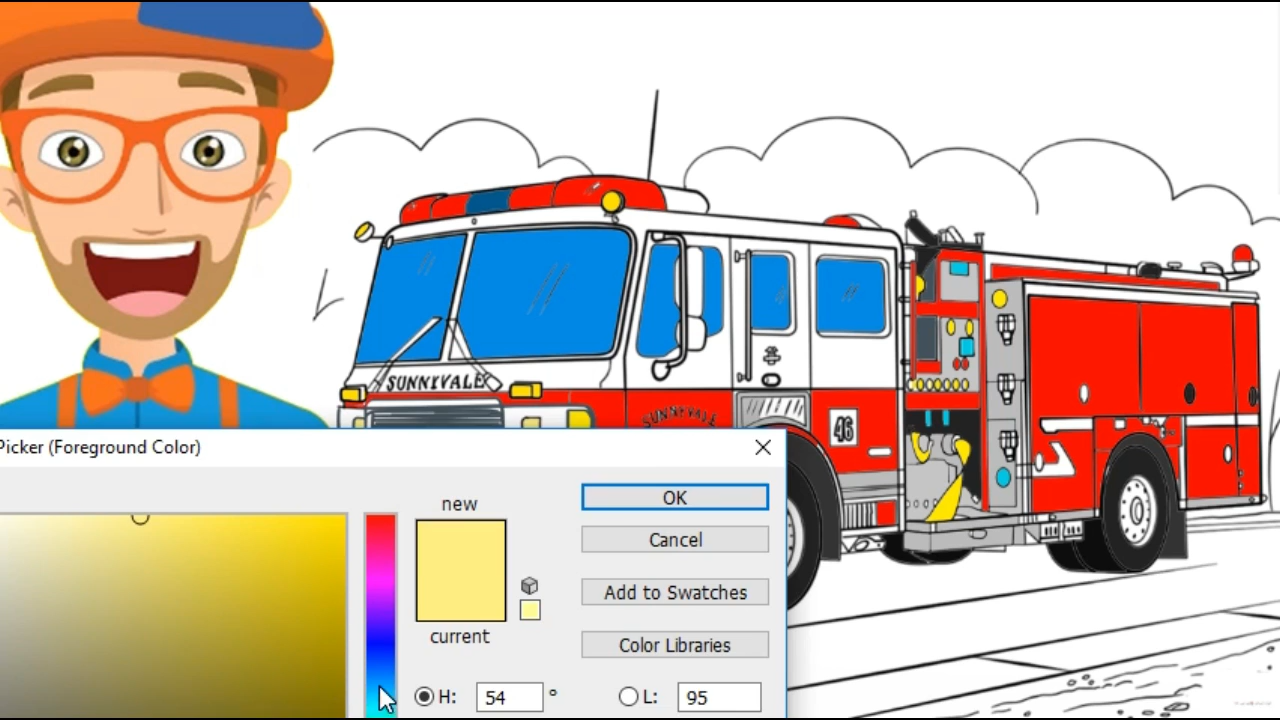 SUNNYVALE
SUNNYVALE
46
Picker (Foreground Color)
new
current
OK
Cancel
Add to Swatches
Color Libraries
H: 54 °
L: 95